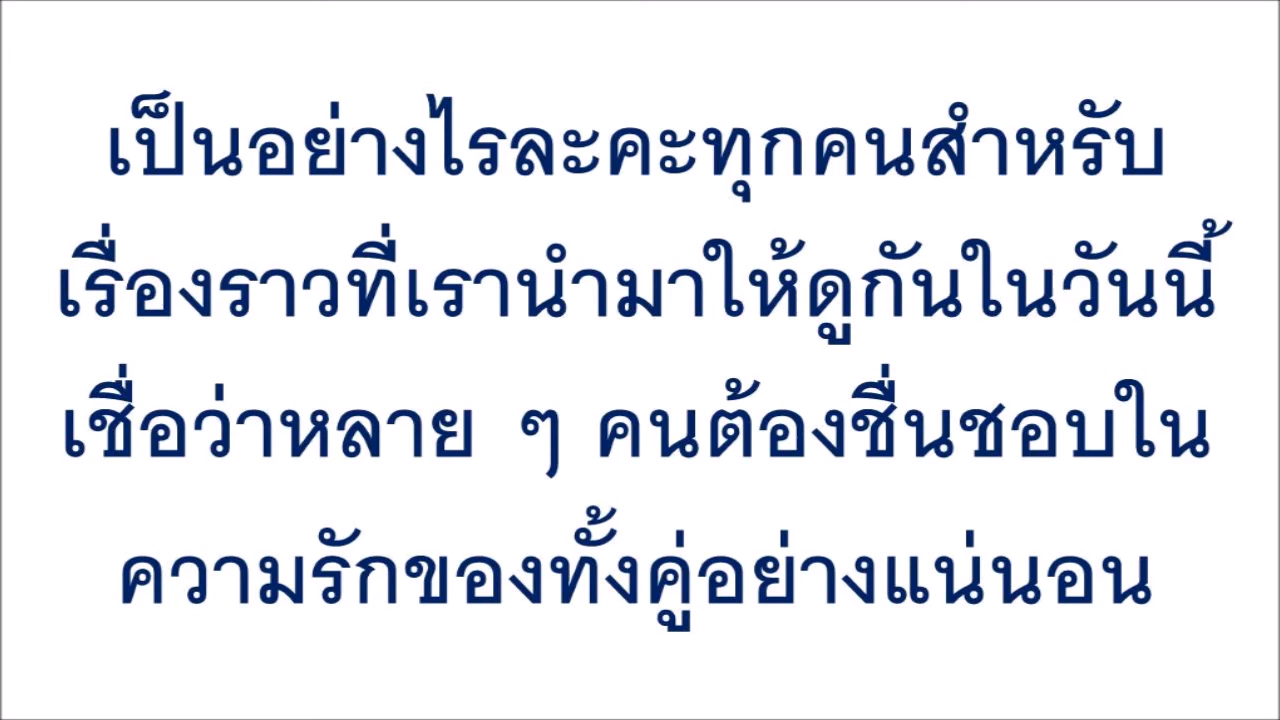 เป็นอย่างไรละคะทุกคนสำหรับ
เรื่องราวที่เรานำมาให้ดูกันในวันนี้
เชื่อว่าหลาย ๆ คนต้องชื่นชอบใน
ความรักของทั้งคู่อย่างแน่นอน